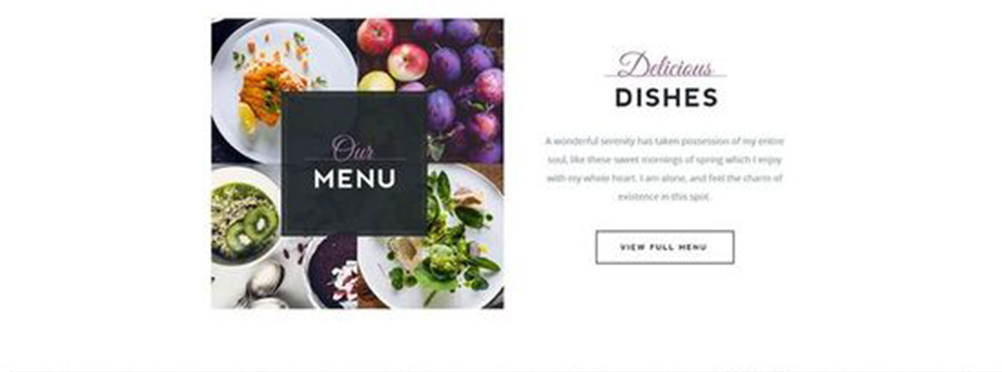 Our
MENU
Delicious
DISHES
A wonderful serenity has taken possession of my entire
soul, like these sweet mornings of spring which I enjoy
with my whole heart. I am alone, and feel the charm of
existence in this spot.
VIEW FULL MENU